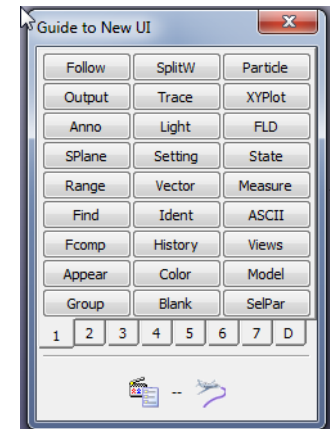 Guide to New UI
Follow SplitW Particle
Output Trace XYPlot
Anno Light FLD
SPlane Setting State
Range Vector Measure
Find Ident ASCII
Fcomp History Views
Appear Color Model
Group Blank SelPar
1 2 3 4 5 6 7 D
--